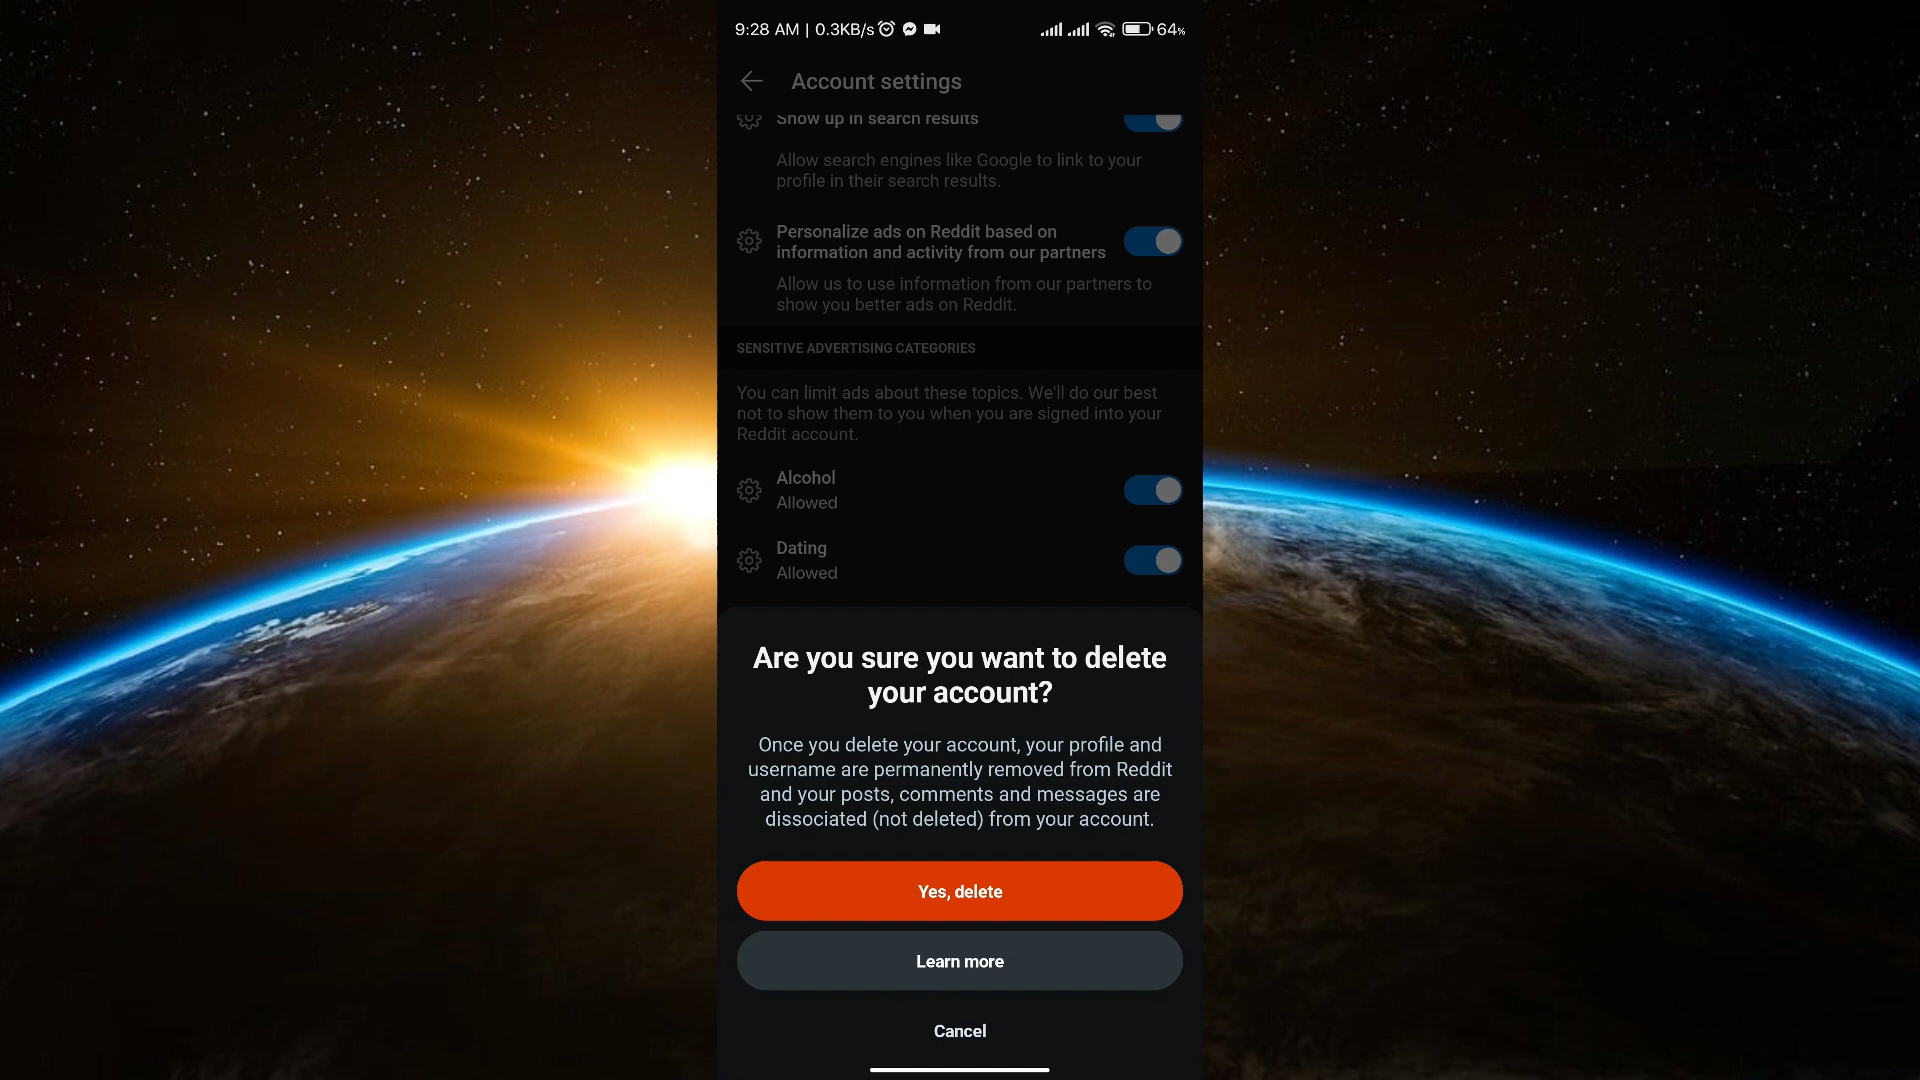 9:28 AM | 0.3KB/s 64%
Account settings
Show up in search results
Allow search engines like Google to link to your
profile in their search results.
Personalize ads on Reddit based on
information and activity from our partners
Allow us to use information from our partners to
show you better ads on Reddit.
SENSITIVE ADVERTISING CATEGORIES
You can limit ads about these topics. We'll do our best
not to show them to you when you are signed into your
Reddit account.
Alcohol
Allowed
Dating
Allowed
Are you sure you want to delete
your account?
Once you delete your account, your profile and
username are permanently removed from Reddit
and your posts, comments and messages are
dissociated (not deleted) from your account.
Yes, delete
Learn more
Cancel